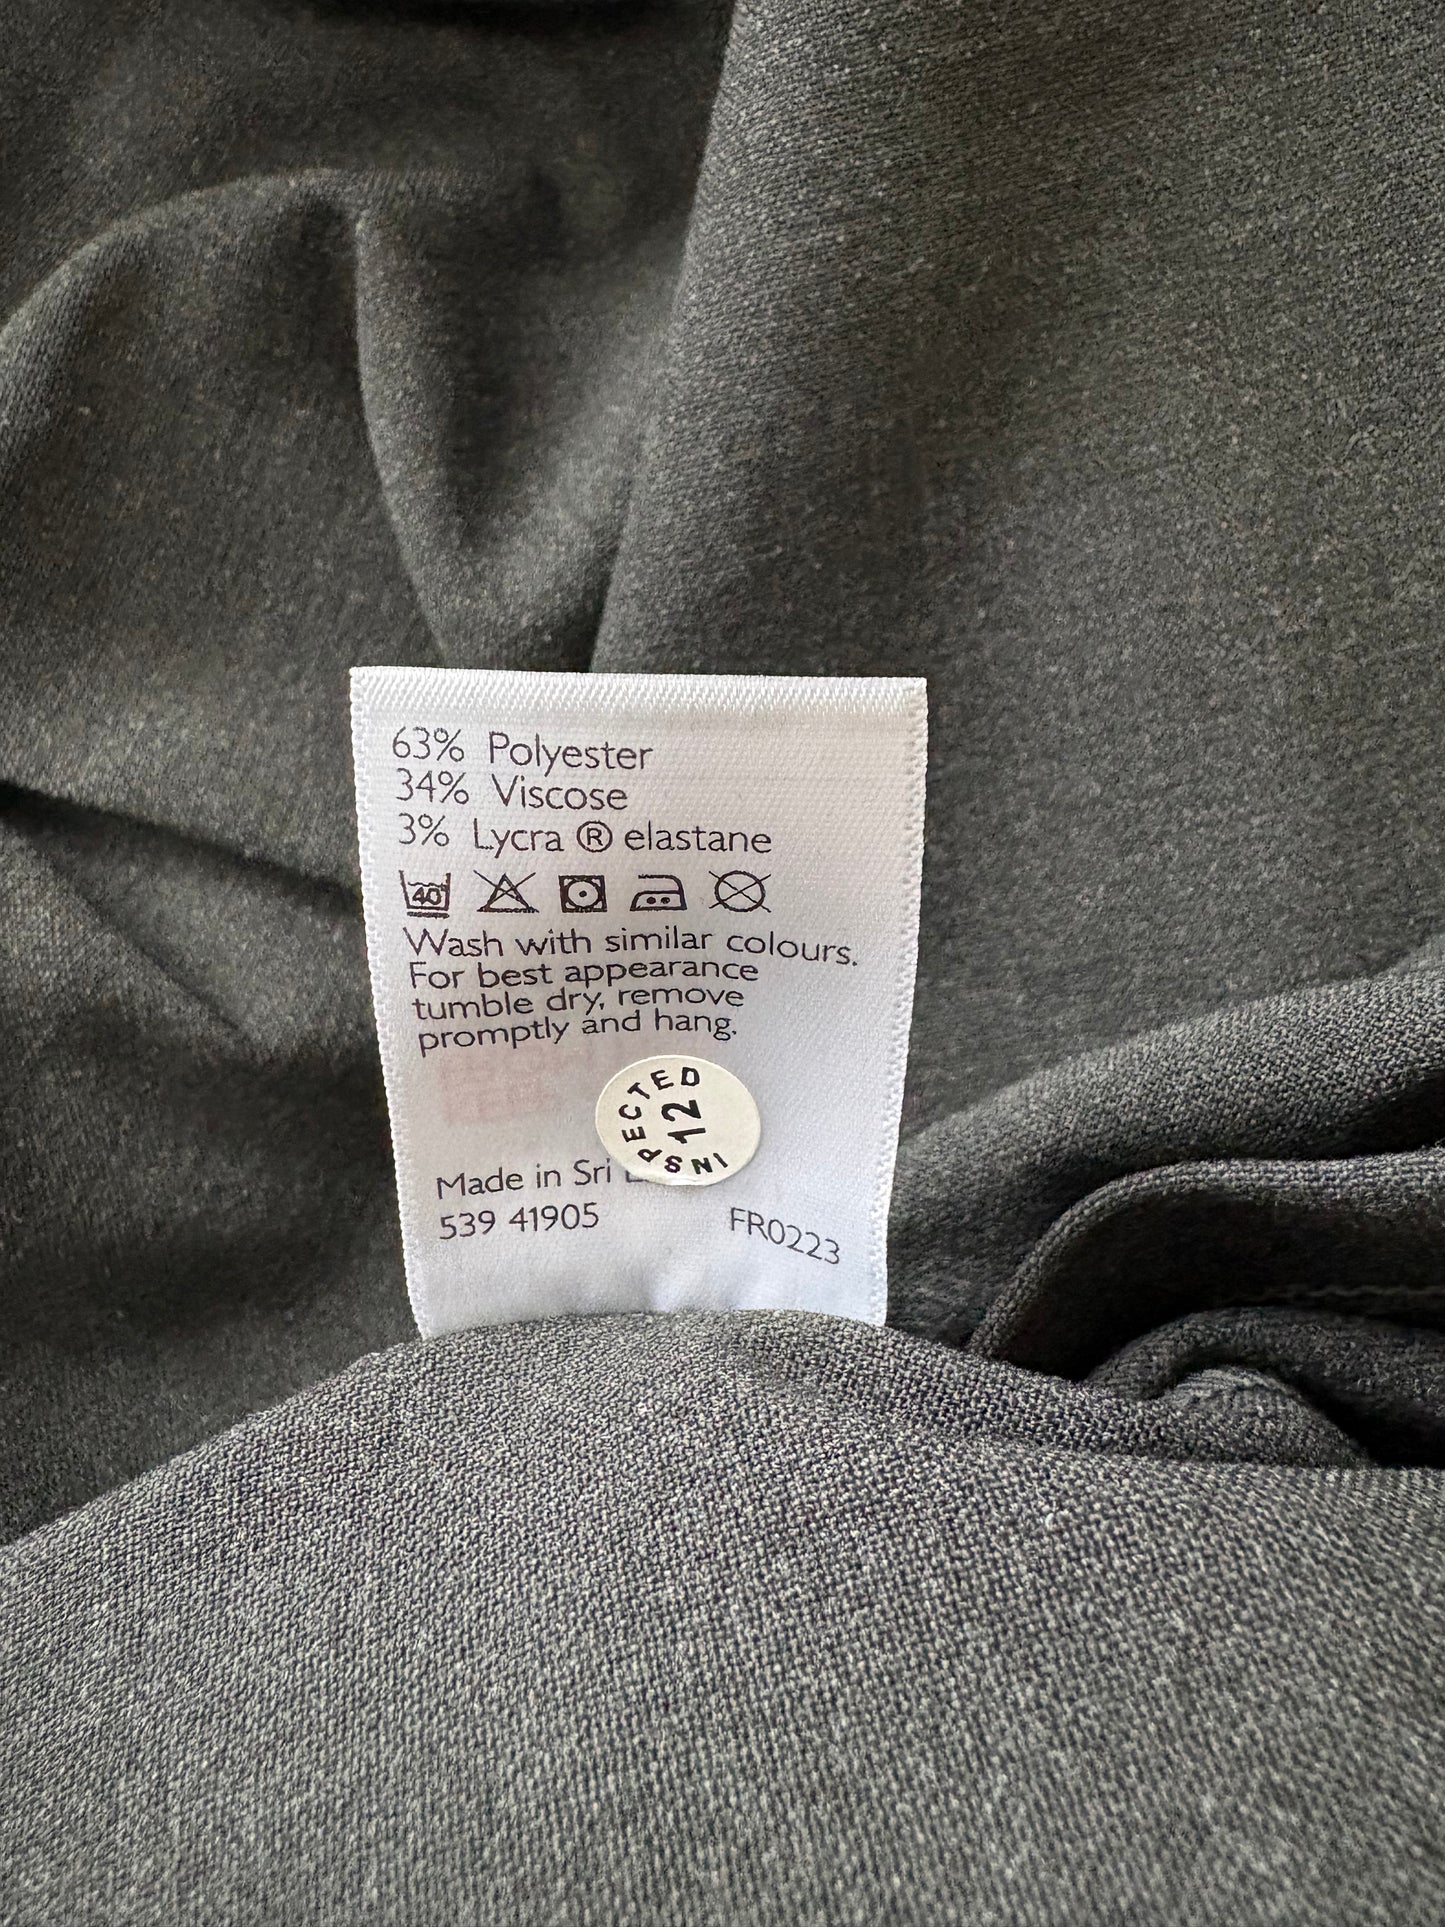 63% Polyester
34% Viscose
3% Lycra ® elastane
40
Wash with similar colours.
For best appearance
tumble dry, remove
promptly and hang.
INSPECTED
12
Made in Sri
539 41905
FR0223